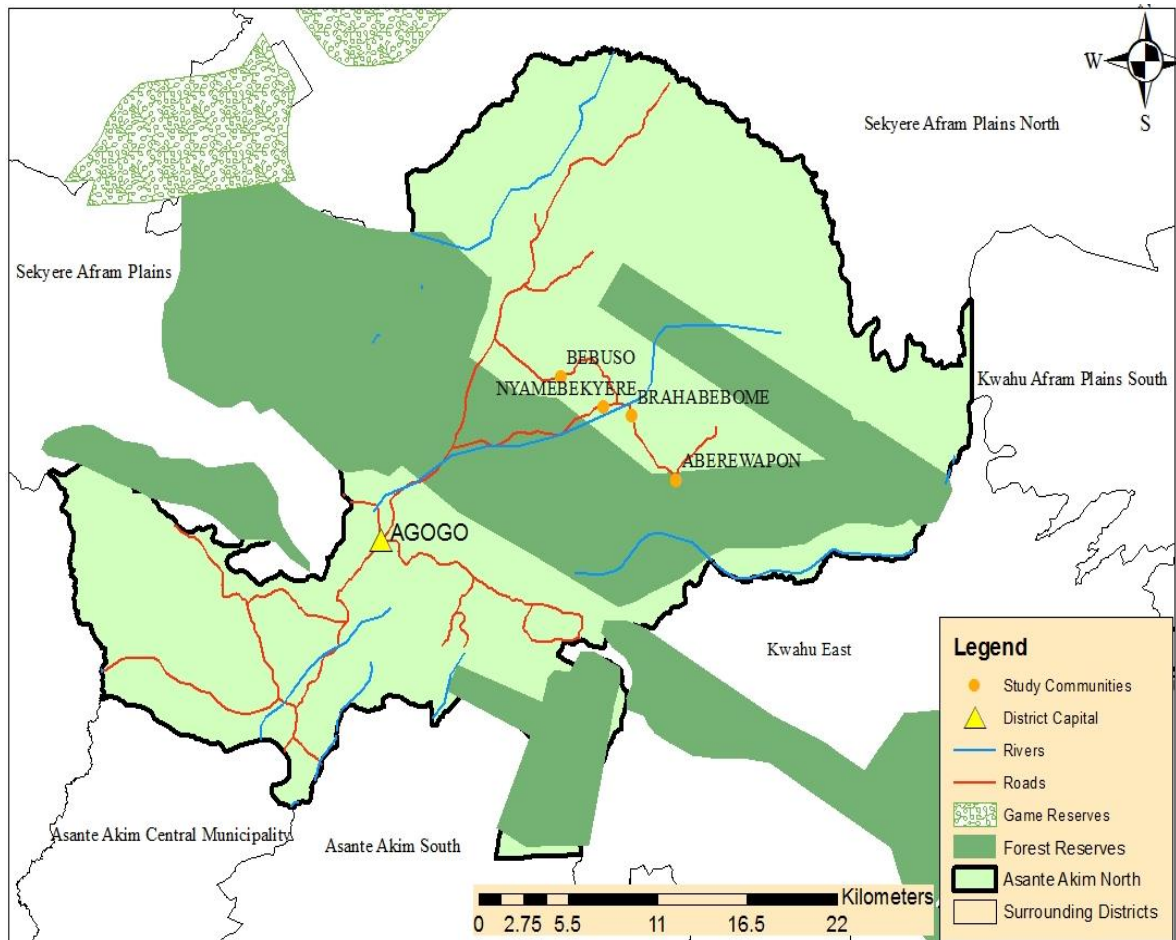 W
S
Sekyere Afram Plains North
Sekyere Afram Plains
BEBUSO
Kwahu Afram Plains South
NYAMEBEKYERE
BRAHABEBOME
ABEREWAPON
AGOGO
Kwahu East
Asante Akim Central Municipality
Asante Akim South
Legend
Study Communities
District Capital
Rivers
Roads
Game Reserves
Forest Reserves
Asante Akim North
Surrounding Districts
Kilometers
0 2.75 5.5 11 16.5 22